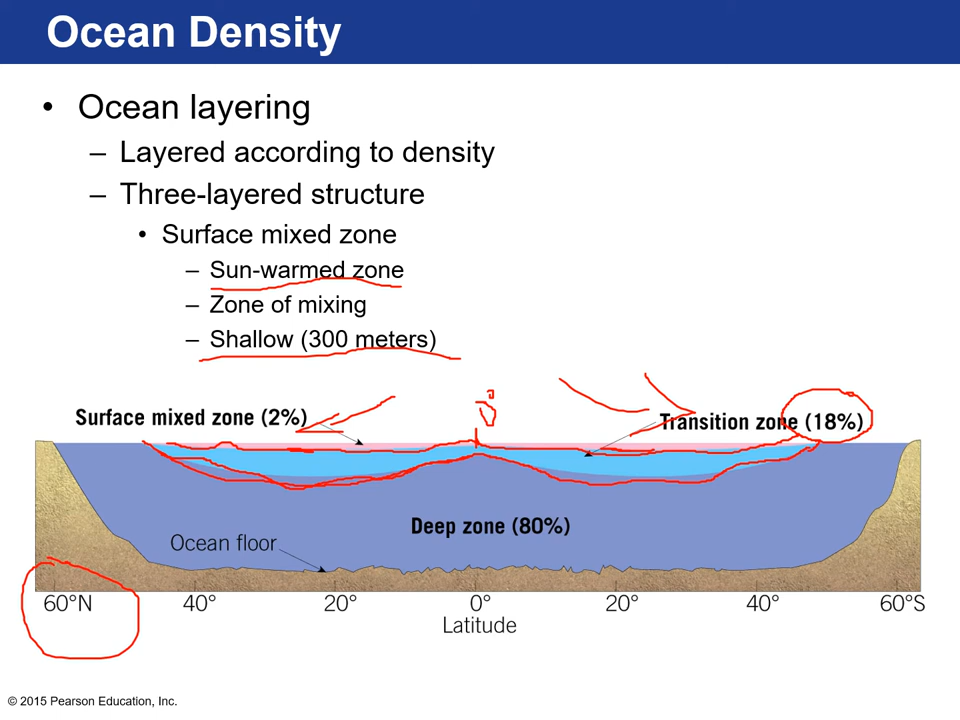 Ocean Density
• Ocean layering
– Layered according to density
– Three-layered structure
• Surface mixed zone
– Sun-warmed zone
– Zone of mixing
– Shallow (300 meters)
Surface mixed zone (2%)
Transition zone (18%)
Deep zone (80%)
Ocean floor
60°N 40° 20° 0° 20° 40° 60°S
Latitude
© 2015 Pearson Education, Inc.